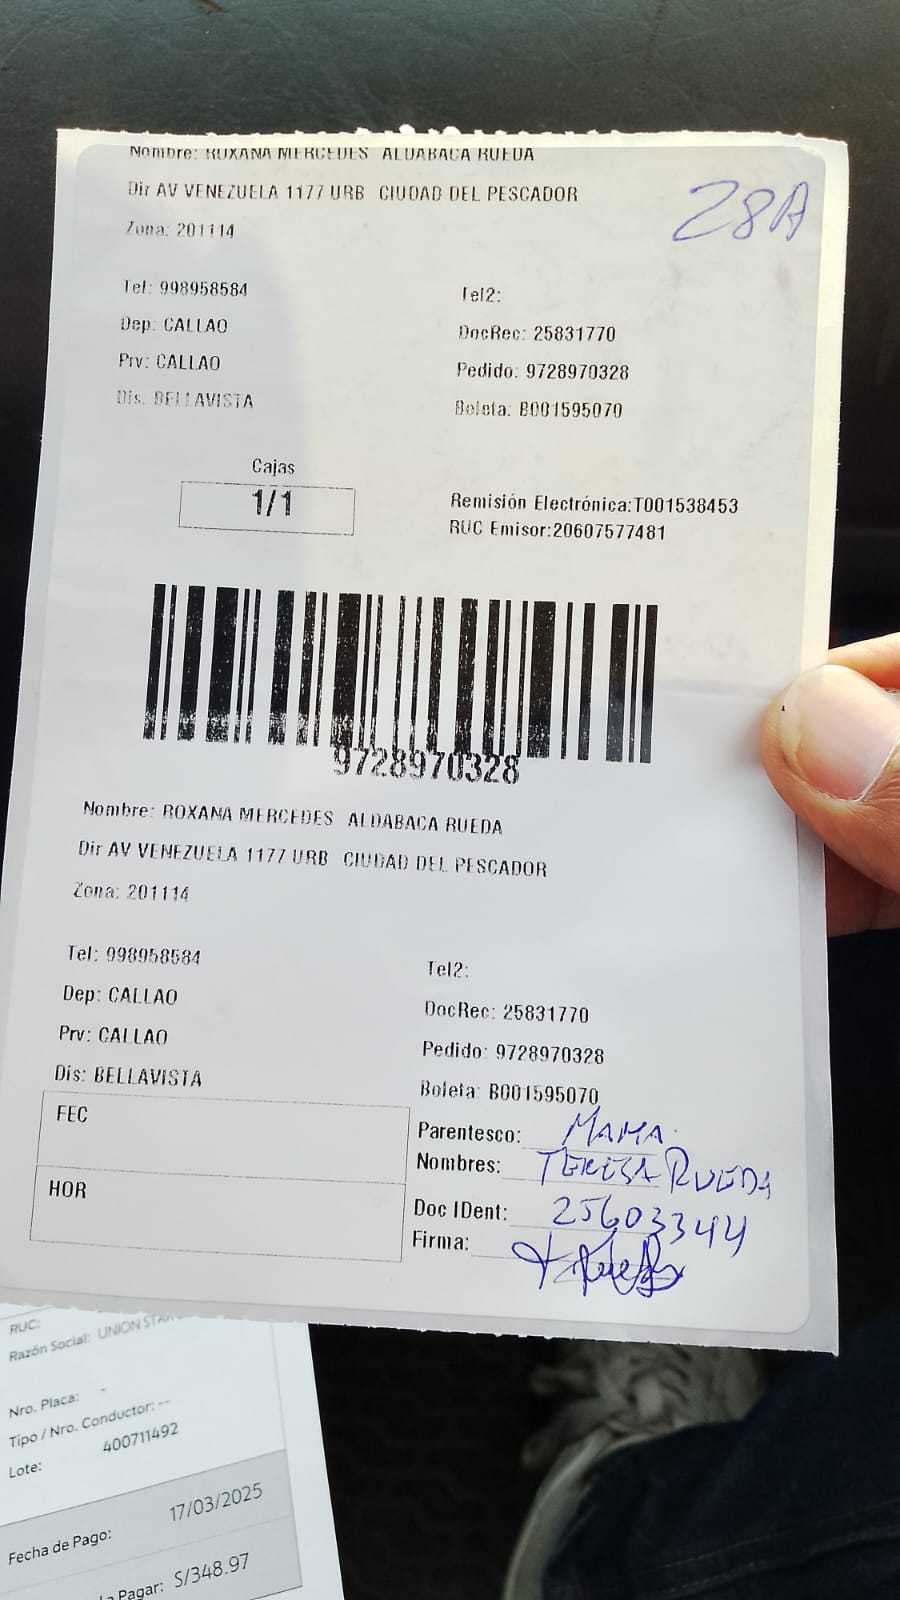 Nombre: ROXANA MERCEDES ALDABACA RUEDA
Dir AV VENEZUELA 1177 URB CIUDAD DEL PESCADOR
28A
Zona: 201114
Tel: 998958584
Tel2:
Dep: CALLAO
DocRec: 25831770
Prv: CALLAO
Pedido: 9728970328
Dis: BELLAVISTA
Boleta: B001595070
Cajas
1/1
Remisión Electrónica:T001538453
RUC Emisor:20607577481
9728970328
Nombre: ROXANA MERCEDES ALDABACA RUEDA
Dir AV VENEZUELA 1177 URB CIUDAD DEL PESCADOR
Zona: 201114
Tel: 998958584
Tel2:
Dep: CALLAO
DocRec: 25831770
Prv: CALLAO
Pedido: 9728970328
Dis: BELLAVISTA
Boleta: B001595070
FEC
HOR
Parentesco: MAMA.
Nombres: TERESA RUEDA
Doc IDent: 25603344
Firma:
RUC:
Razón Social: UNION STAR
Nro. Placa: -
Tipo / Nro. Conductor: --
Lote: 400711492
Fecha de Pago: 17/03/2025
Pagar: S/348.97